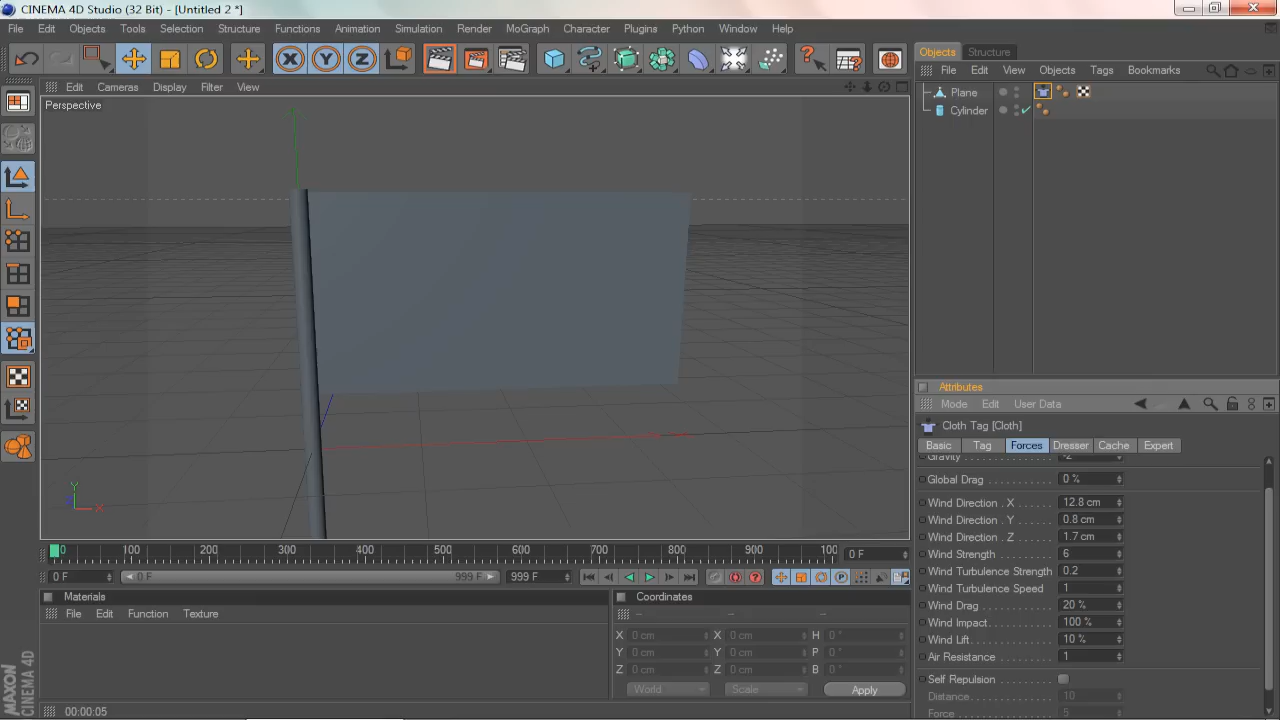 CINEMA 4D Studio (32 Bit) - [Untitled 2 *]
File Edit Objects Tools Selection Structure Functions Animation Simulation Render MoGraph Character Plugins Python Window Help
Objects Structure
File Edit View Objects Tags Bookmarks
Edit Cameras Display Filter View
Plane
Perspective
Cylinder
X Y Z
Attributes
Mode Edit User Data
Cloth Tag [Cloth]
Basic Tag Forces Dresser Cache Expert
Gravity -2
Global Drag 0 %
Wind Direction . X 12.8 cm
Wind Direction . Y 0.8 cm
Wind Direction . Z 1.7 cm
Wind Strength 6
Wind Turbulence Strength 0.2
Wind Turbulence Speed 1
Wind Drag 20 %
Wind Impact 100 %
Wind Lift 10 %
Air Resistance 1
Self Repulsion
Distance 10
Force 5
Y
X
0 100 200 300 400 500 600 700 800 900 100 0 F
0 F 0 F 999 F 999 F
Materials
File Edit Function Texture
Coordinates
-- -- --
X 0 cm X 0 cm H 0 °
Y 0 cm Y 0 cm P 0 °
Z 0 cm Z 0 cm B 0 °
World Scale Apply
MAXON CINEMA 4D
00:00:05